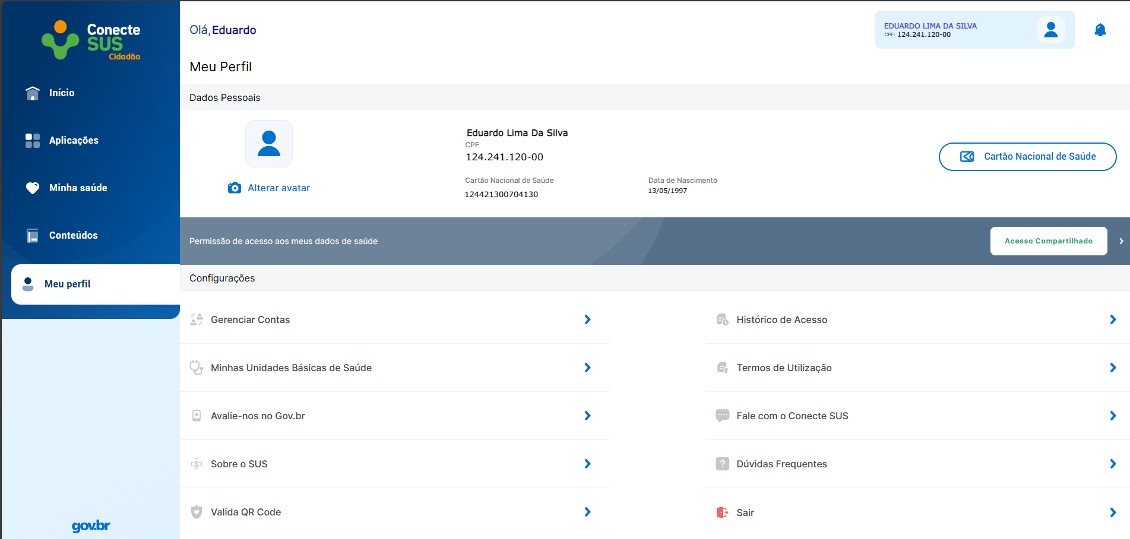 Conecte
SUS
Cidadão
Início
Aplicações
Minha saúde
Conteúdos
Meu perfil
gov.br
Olá, Eduardo
EDUARDO LIMA DA SILVA
CPF: 124.241.120-00
Meu Perfil
Dados Pessoais
Alterar avatar
Eduardo Lima Da Silva
CPF
124.241.120-00
Cartão Nacional de Saúde
124421300704130
Data de Nascimento
13/05/1997
Cartão Nacional de Saúde
Permissão de acesso aos meus dados de saúde
Acesso Compartilhado
Configurações
Gerenciar Contas
Histórico de Acesso
Minhas Unidades Básicas de Saúde
Termos de Utilização
Avalie-nos no Gov.br
Fale com o Conecte SUS
Sobre o SUS
Dúvidas Frequentes
Valida QR Code
Sair